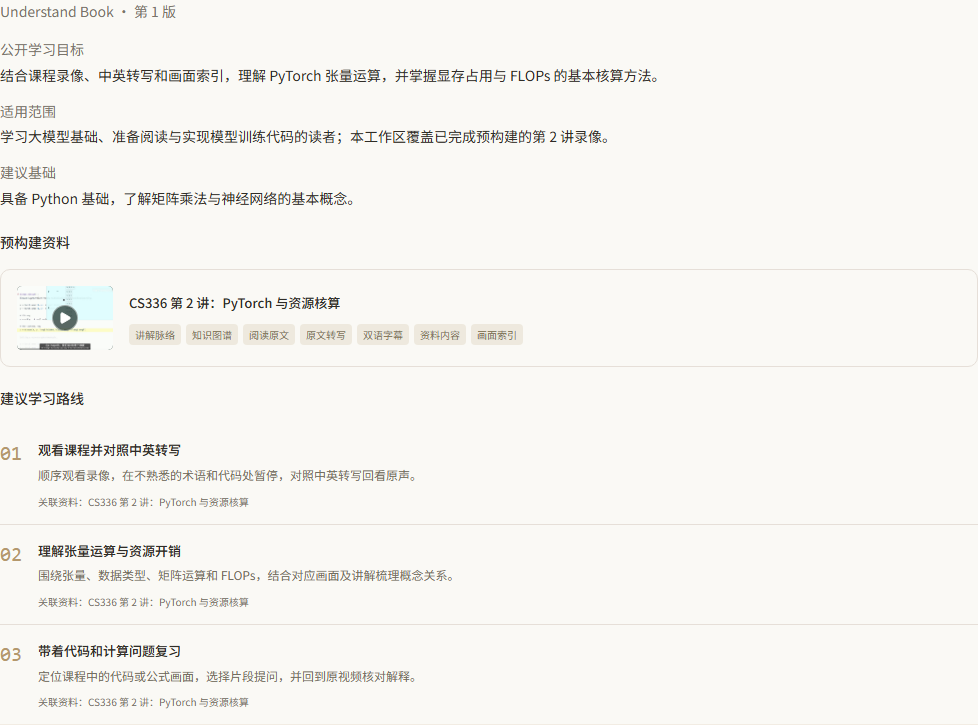 Understand Book · 第 1 版
公开学习目标
结合课程录像、中英转写和画面索引，理解 PyTorch 张量运算，并掌握显存占用与 FLOPs 的基本核算方法。
适用范围
学习大模型基础、准备阅读与实现模型训练代码的读者；本工作区覆盖已完成预构建的第 2 讲录像。
建议基础
具备 Python 基础，了解矩阵乘法与神经网络的基本概念。
预构建资料
CS336 第 2 讲：PyTorch 与资源核算
讲解脉络 知识图谱 阅读原文 原文转写 双语字幕 资料内容 画面索引
建议学习路线
01 观看课程并对照中英转写
顺序观看录像，在不熟悉的术语和代码处暂停，对照中英转写回看原声。
关联资料：CS336 第 2 讲：PyTorch 与资源核算
02 理解张量运算与资源开销
围绕张量、数据类型、矩阵运算和 FLOPs，结合对应画面及讲解梳理概念关系。
关联资料：CS336 第 2 讲：PyTorch 与资源核算
03 带着代码和计算问题复习
定位课程中的代码或公式画面，选择片段提问，并回到原视频核对解释。
关联资料：CS336 第 2 讲：PyTorch 与资源核算